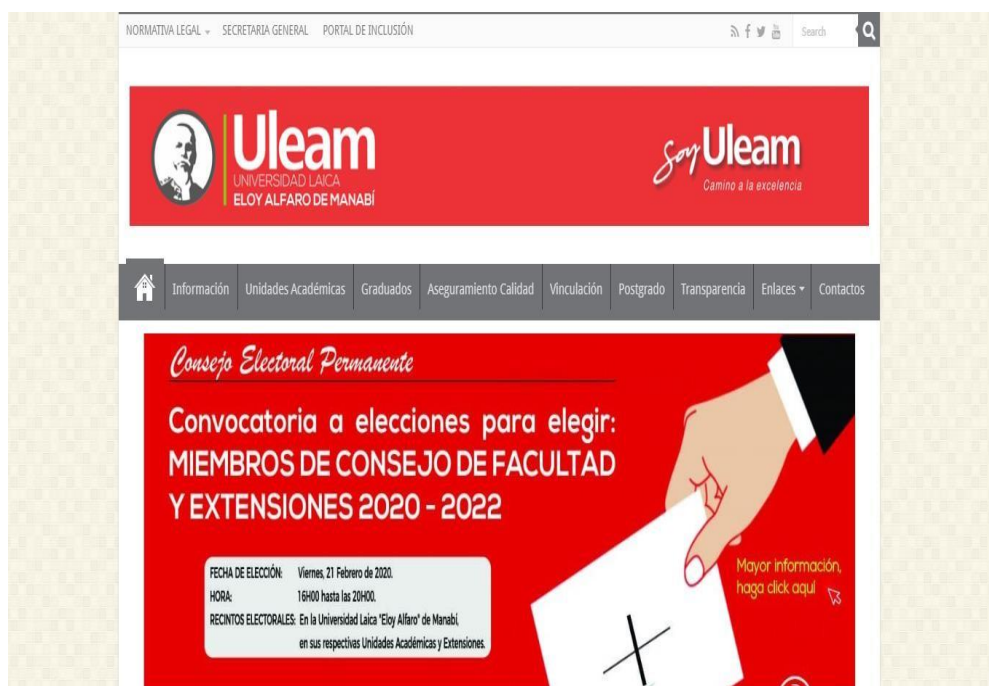 NORMATIVA LEGAL SECRETARIA GENERAL PORTAL DE INCLUSIÓN Search
Uleam
UNIVERSIDAD LAICA
ELOY ALFARO DE MANABÍ
Soy Uleam
Camino a la excelencia
Información Unidades Académicas Graduados Aseguramiento Calidad Vinculación Postgrado Transparencia Enlaces Contactos
Consejo Electoral Permanente
Convocatoria a elecciones para elegir:
MIEMBROS DE CONSEJO DE FACULTAD
Y EXTENSIONES 2020 - 2022
FECHA DE ELECCIÓN: Viernes, 21 Febrero de 2020.
HORA: 16H00 hasta las 20H00.
RECINTOS ELECTORALES: En la Universidad Laica "Eloy Alfaro" de Manabí,
en sus respectivas Unidades Académicas y Extensiones.
Mayor información,
haga click aquí